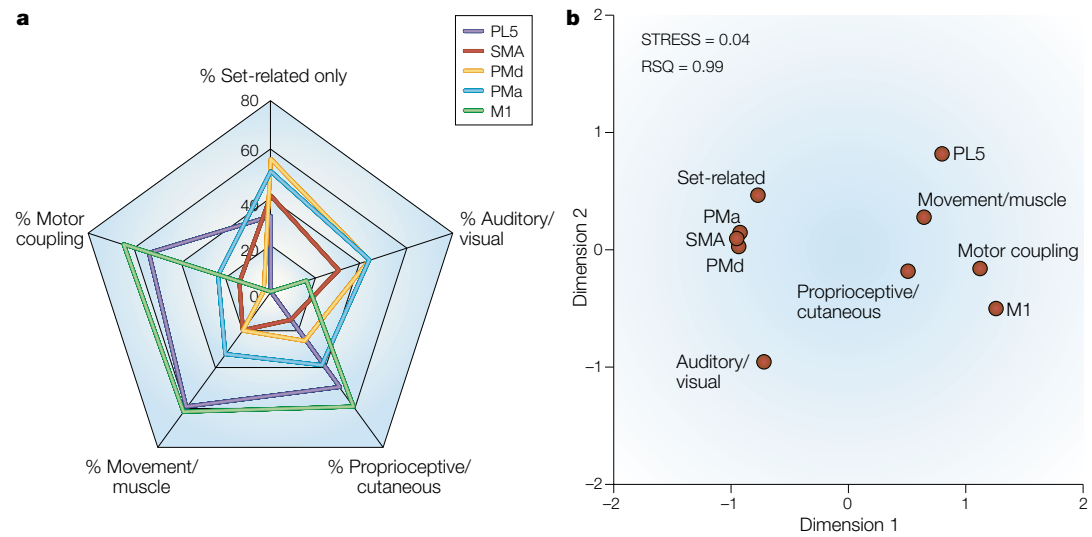 a
PL5
SMA
PMd
PMa
M1
% Set-related only
80
60
40
20
0
% Motor
coupling
% Auditory/
visual
% Movement/
muscle
% Proprioceptive/
cutaneous
b
STRESS = 0.04
RSQ = 0.99
2
1
0
−1
−2
Dimension 2
PL5
Set-related
Movement/muscle
PMa
SMA
PMd
Motor coupling
Proprioceptive/
cutaneous
M1
Auditory/
visual
−2
−1
0
1
2
Dimension 1